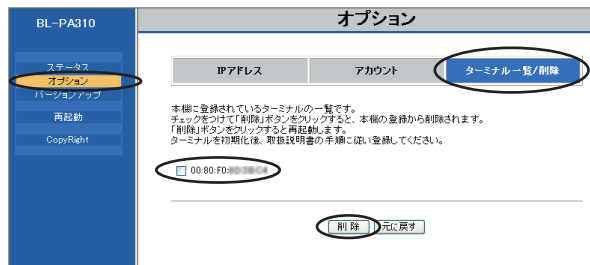 BL-PA310
オプション
ステータス
オプション
バージョンアップ
再起動
CopyRight
IPアドレス
アカウント
ターミナル一覧/削除
本機に登録されているターミナルの一覧です。
チェックをつけて「削除」ボタンをクリックすると、本機の登録から削除されます。
「削除」ボタンをクリックすると再起動します。
ターミナルを初期化後、取扱説明書の手順に従い登録してください。
00:80:F0:
削 除
元に戻す